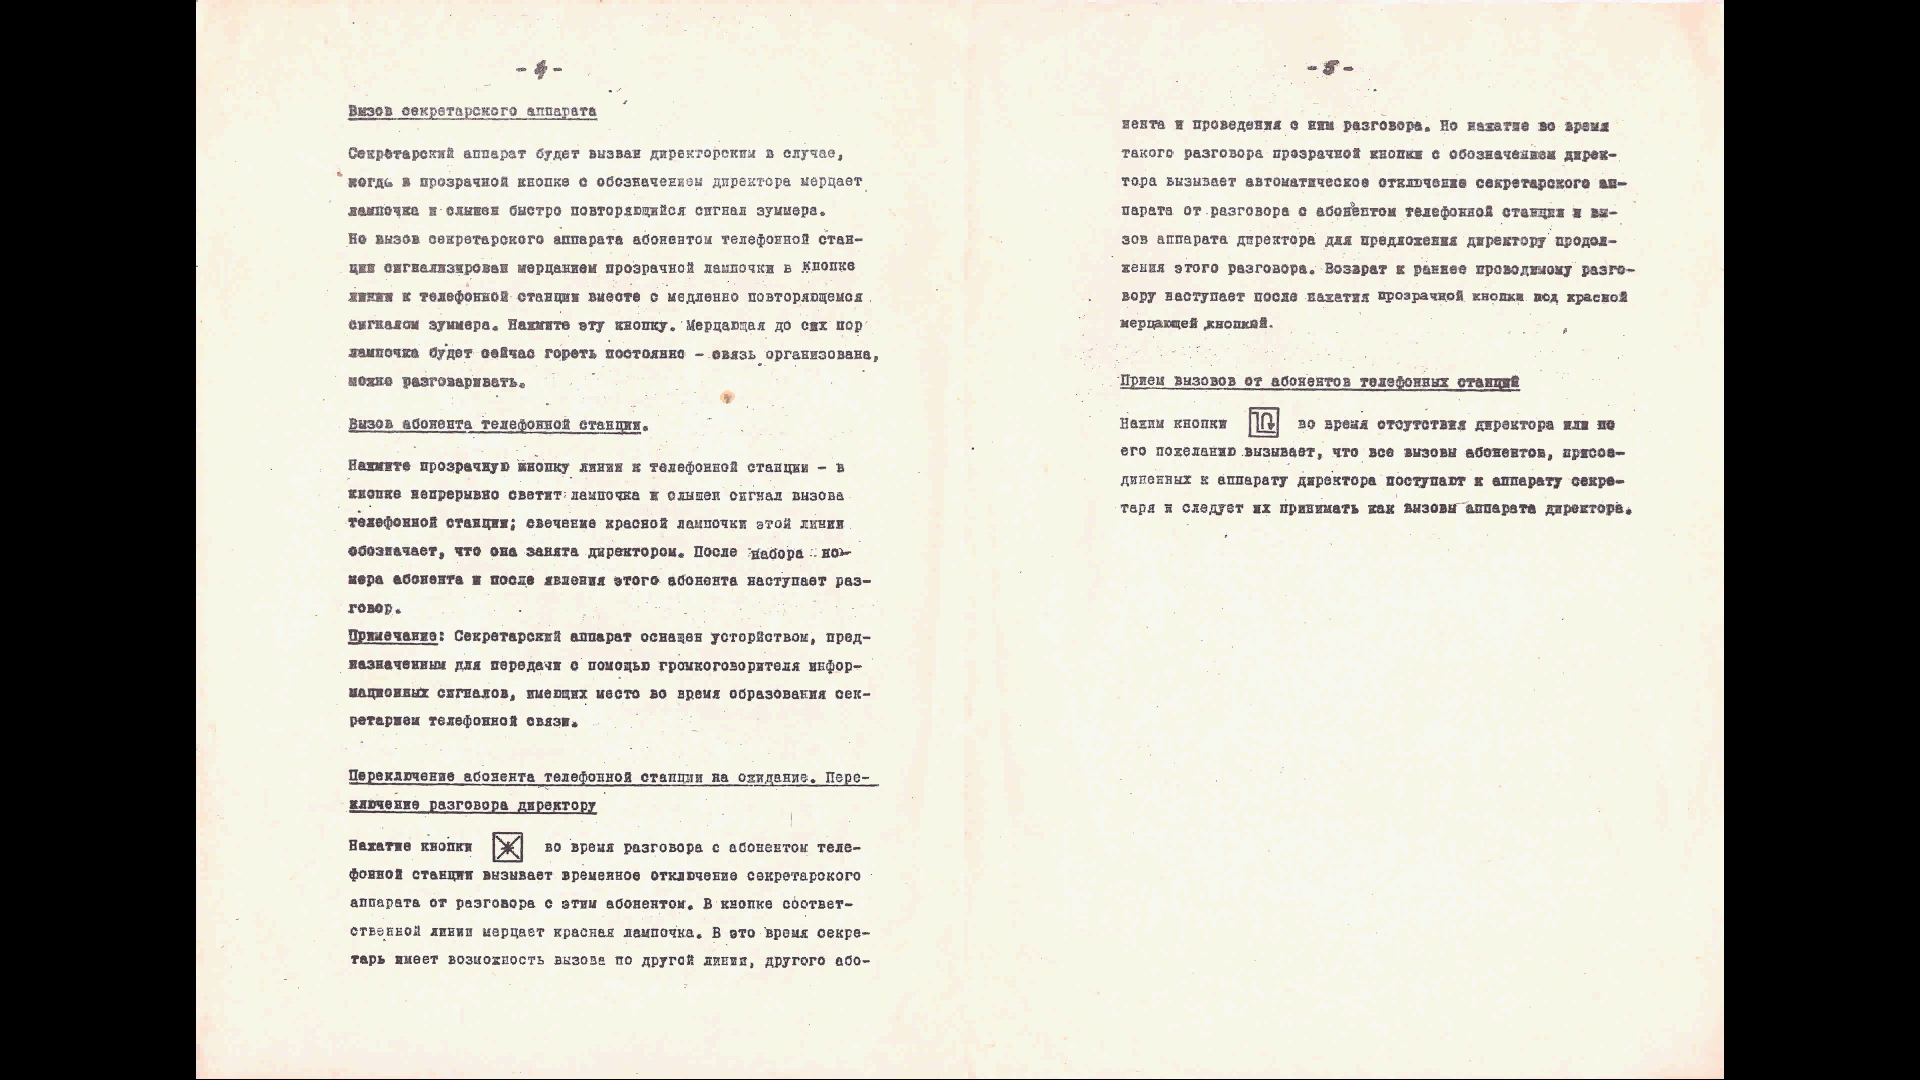 - 4 -
Вызов секретарского аппарата
Секретарский аппарат будет вызван директорским в случае,
когда в прозрачной кнопке с обозначением директора мерцает
лампочка и слышен быстро повторяющийся сигнал зуммера.
Но вызов секретарского аппарата абонентом телефонной стан-
ции сигнализирован мерцанием прозрачной лампочки в кнопке
линии к телефонной станции вместе с медленно повторяющемся
сигналом зуммера. Нажмите эту кнопку. Мерцающая до сих пор
лампочка будет сейчас гореть постоянно - связь организована,
можно разговаривать.
Вызов абонента телефонной станции.
Нажмите прозрачную кнопку линии к телефонной станции - в
кнопке непрерывно светит лампочка и слышен сигнал вызова
телефонной станции; свечение красной лампочки этой линии
обозначает, что она занята директором. После набора но-
мера абонента и после явления этого абонента наступает раз-
говор.
Примечание: Секретарский аппарат оснащен усторйством, пред-
назначенным для передачи с помощью громкоговорителя инфор-
мационных сигналов, имеющих место во время образования сек-
ретарием телефонной связи.
Переключение абонента телефонной станции на ожидание. Пере-
ключение разговора директору
Нажатие кнопки во время разговора с абонентом теле-
фонной станции вызывает временное отключение секретарского
аппарата от разговора с этим абонентом. В кнопке соответ-
ственной линии мерцает красная лампочка. В это время секре-
тарь имеет возможность вызова по другой линии, другого або-
- 5 -
нента и проведения с ним разговора. Но нажатие во время
такого разговора прозрачной кнопки с обозначением дирек-
тора вызывает автоматическое отключение секретарского ап-
парата от разговора с абонентом телефонной станции и вы-
зов аппарата директора для предложения директору продол-
жения этого разговора. Возврат к раннее проводимому разго-
вору наступает после нажатия прозрачной кнопки под красной
мерцающей кнопкой.
Прием вызовов от абонентов телефонных станций
Нажим кнопки во время отсутствия директора или по
его пожеланию вызывает, что все вызовы абонентов, присое-
диненных к аппарату директора поступают к аппарату секре-
таря и следует их принимать как вызовы аппарата директора.